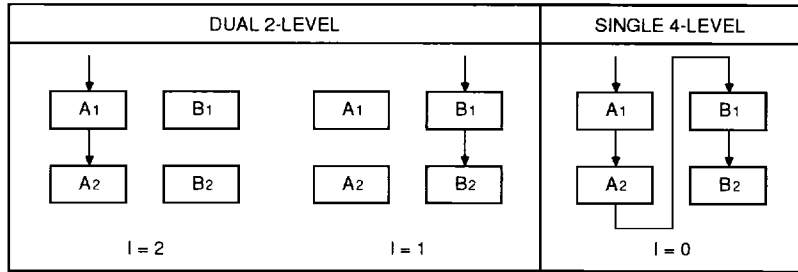 DUAL 2-LEVEL SINGLE 4-LEVEL
A1 B1 A1 B1 A1 B1
A2 B2 A2 B2 A2 B2
I = 2 I = 1 I = 0